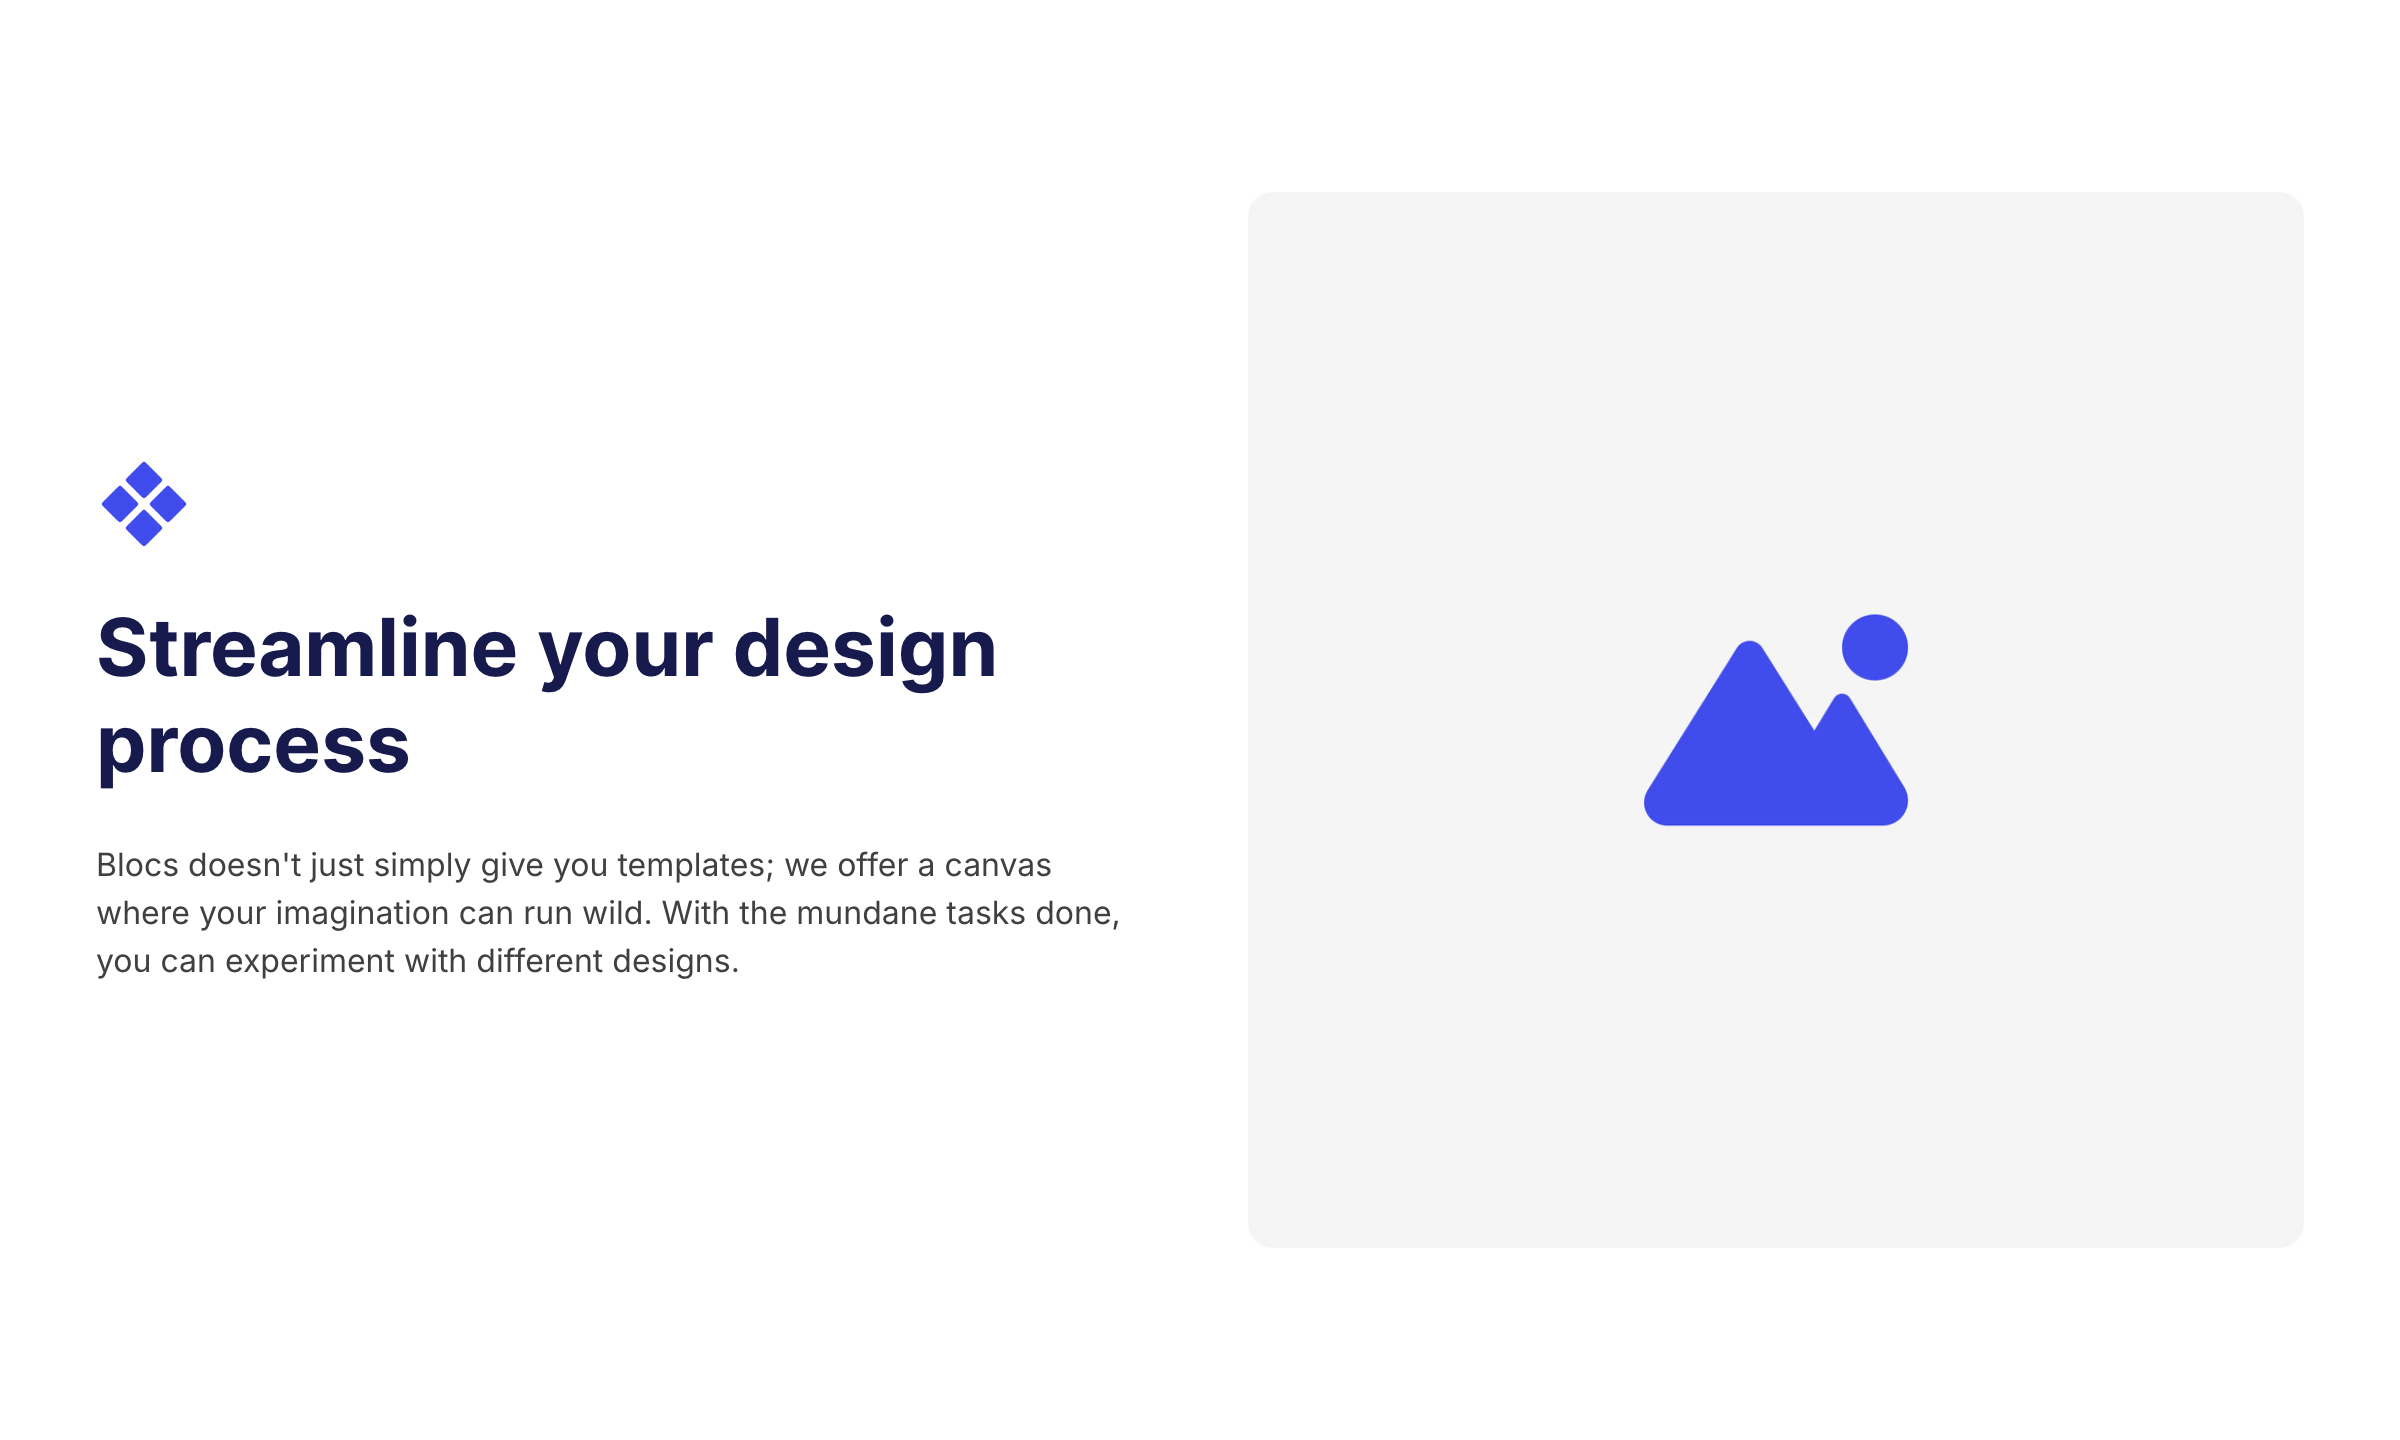 Streamline your design
process
Blocs doesn't just simply give you templates; we offer a canvas
where your imagination can run wild. With the mundane tasks done,
you can experiment with different designs.